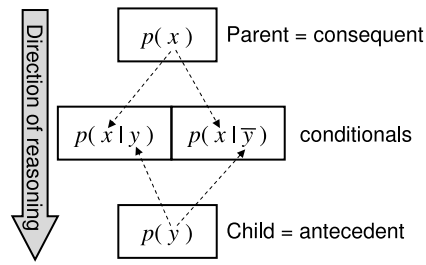 Direction of reasoning
p(x)
Parent = consequent
p(x | y)
p(x | y̅)
conditionals
p(y)
Child = antecedent